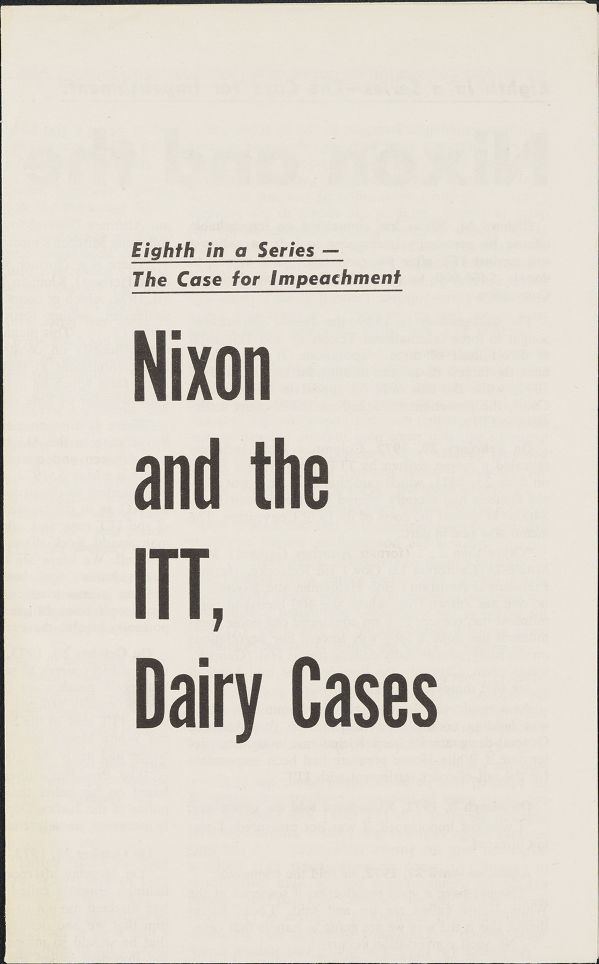 Eighth in a Series —
The Case for Impeachment
Nixon
and the
ITT,
Dairy Cases